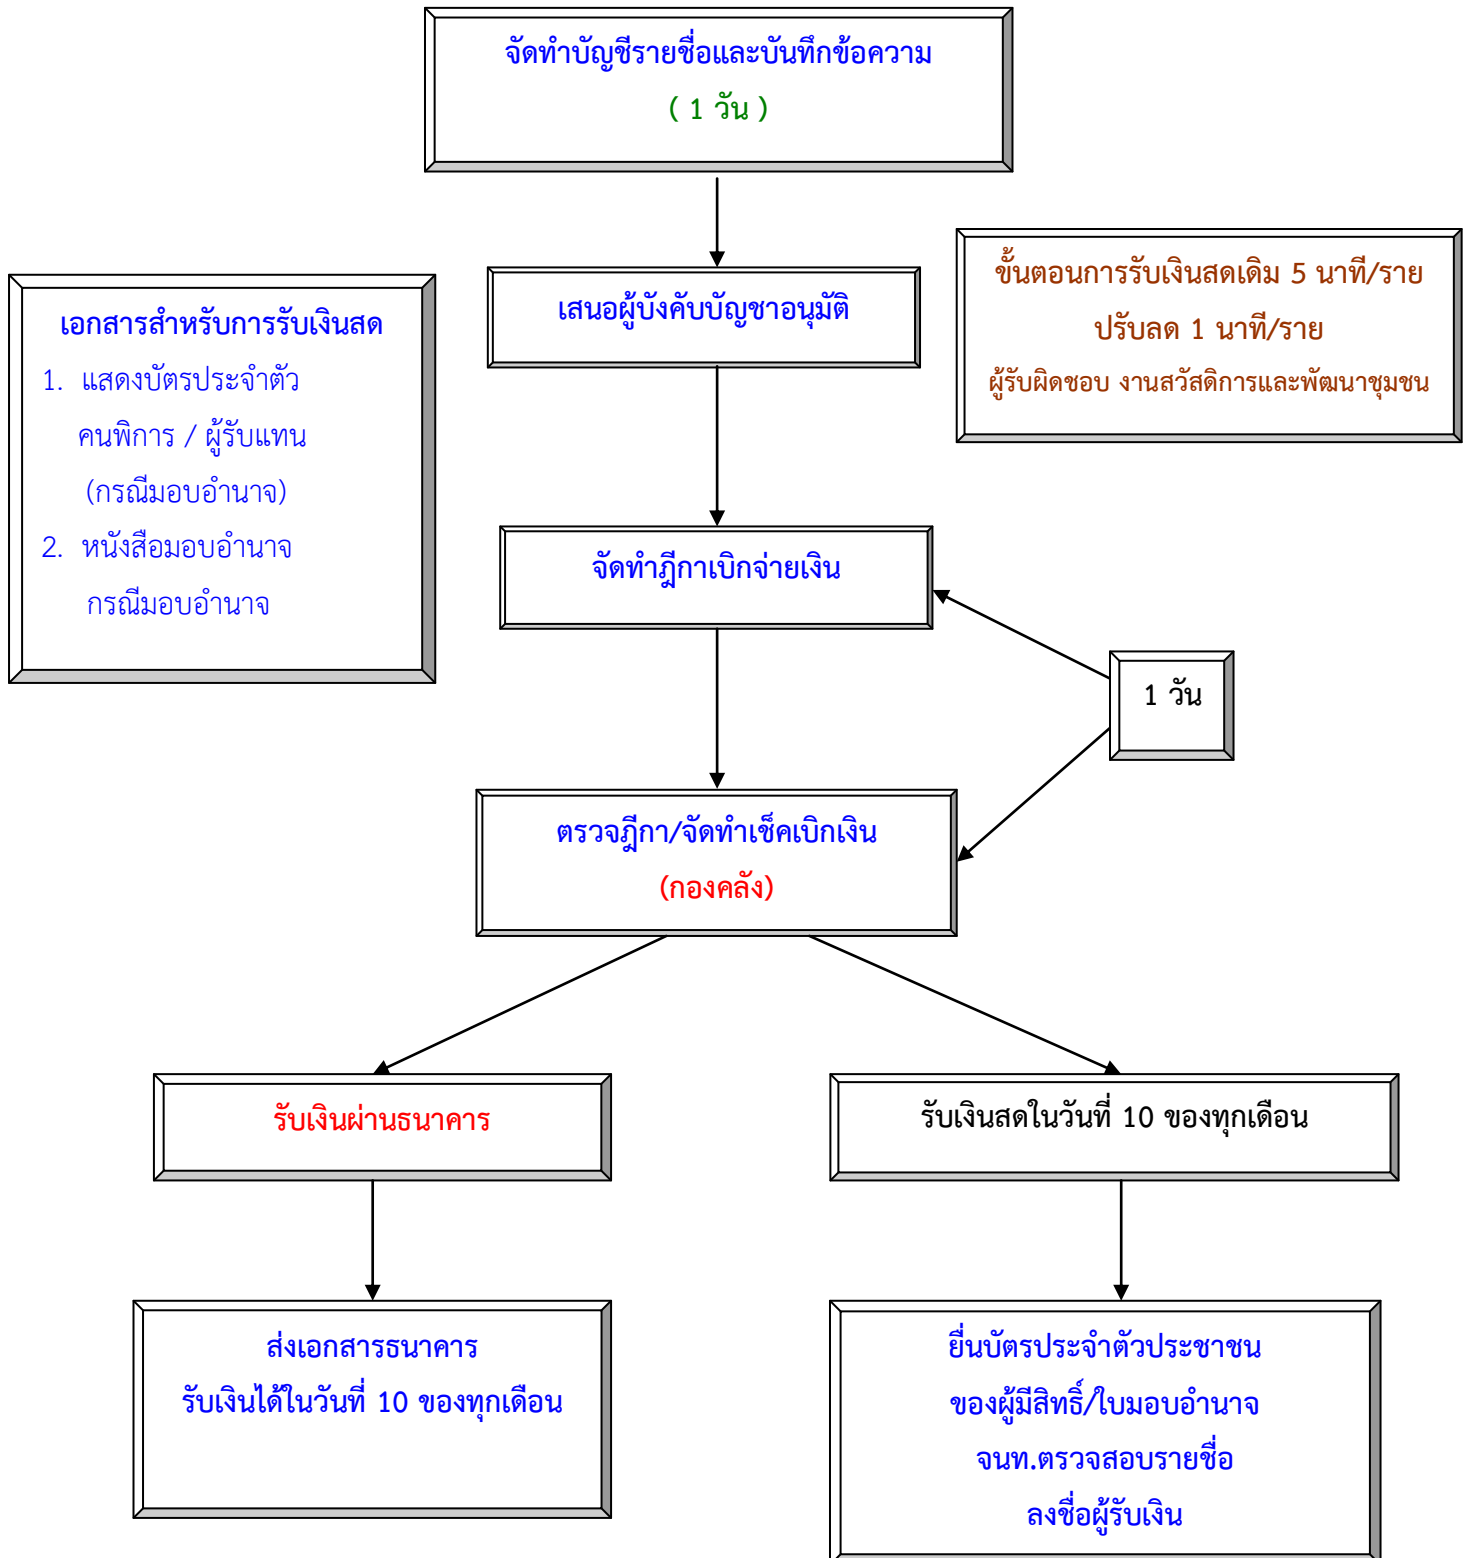 จัดทำบัญชีรายชื่อและบันทึกข้อความ
( 1 วัน )
เสนอผู้บังคับบัญชาอนุมัติ
ขั้นตอนการรับเงินสดเดิม 5 นาที/ราย
ปรับลด 1 นาที/ราย
ผู้รับผิดชอบ งานสวัสดิการและพัฒนาชุมชน
เอกสารสำหรับการรับเงินสด
1. แสดงบัตรประจำตัว
คนพิการ / ผู้รับแทน
(กรณีมอบอำนาจ)
2. หนังสือมอบอำนาจ
กรณีมอบอำนาจ
จัดทำฎีกาเบิกจ่ายเงิน
1 วัน
ตรวจฎีกา/จัดทำเช็คเบิกเงิน
(กองคลัง)
รับเงินผ่านธนาคาร
รับเงินสดในวันที่ 10 ของทุกเดือน
ส่งเอกสารธนาคาร
รับเงินได้ในวันที่ 10 ของทุกเดือน
ยื่นบัตรประจำตัวประชาชน
ของผู้มีสิทธิ์/ใบมอบอำนาจ
จนท.ตรวจสอบรายชื่อ
ลงชื่อผู้รับเงิน